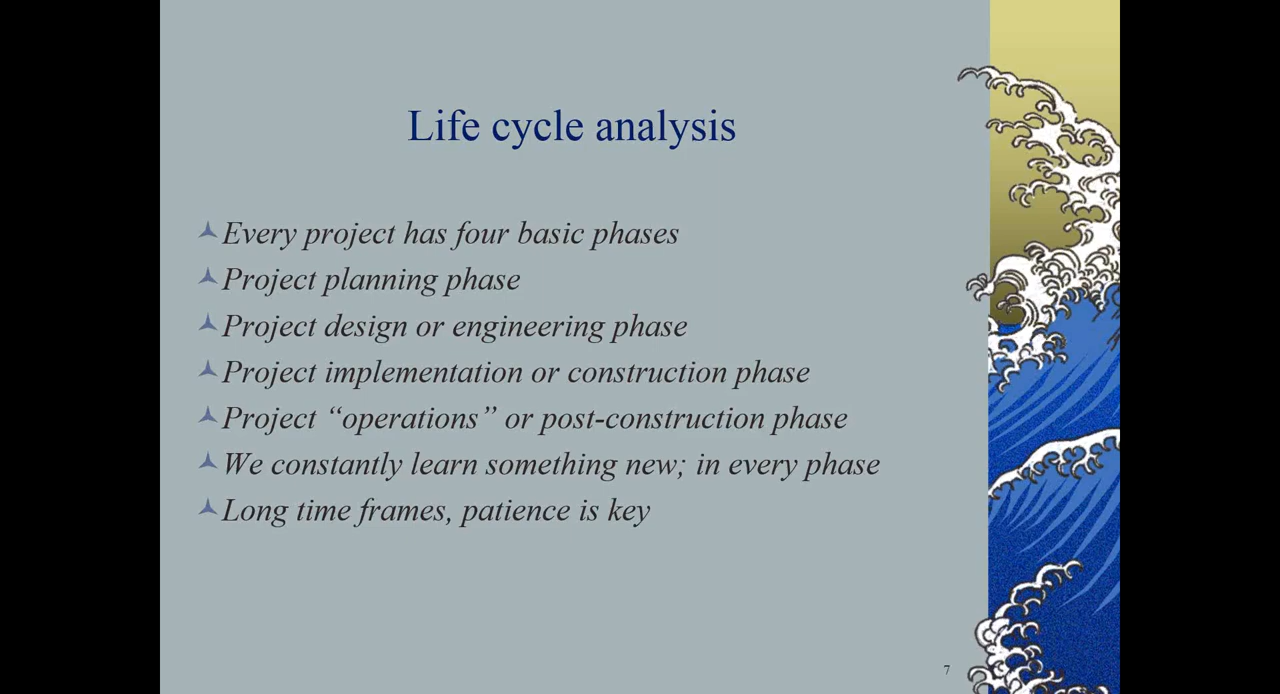 Life cycle analysis
Every project has four basic phases
Project planning phase
Project design or engineering phase
Project implementation or construction phase
Project “operations” or post-construction phase
We constantly learn something new; in every phase
Long time frames, patience is key
7